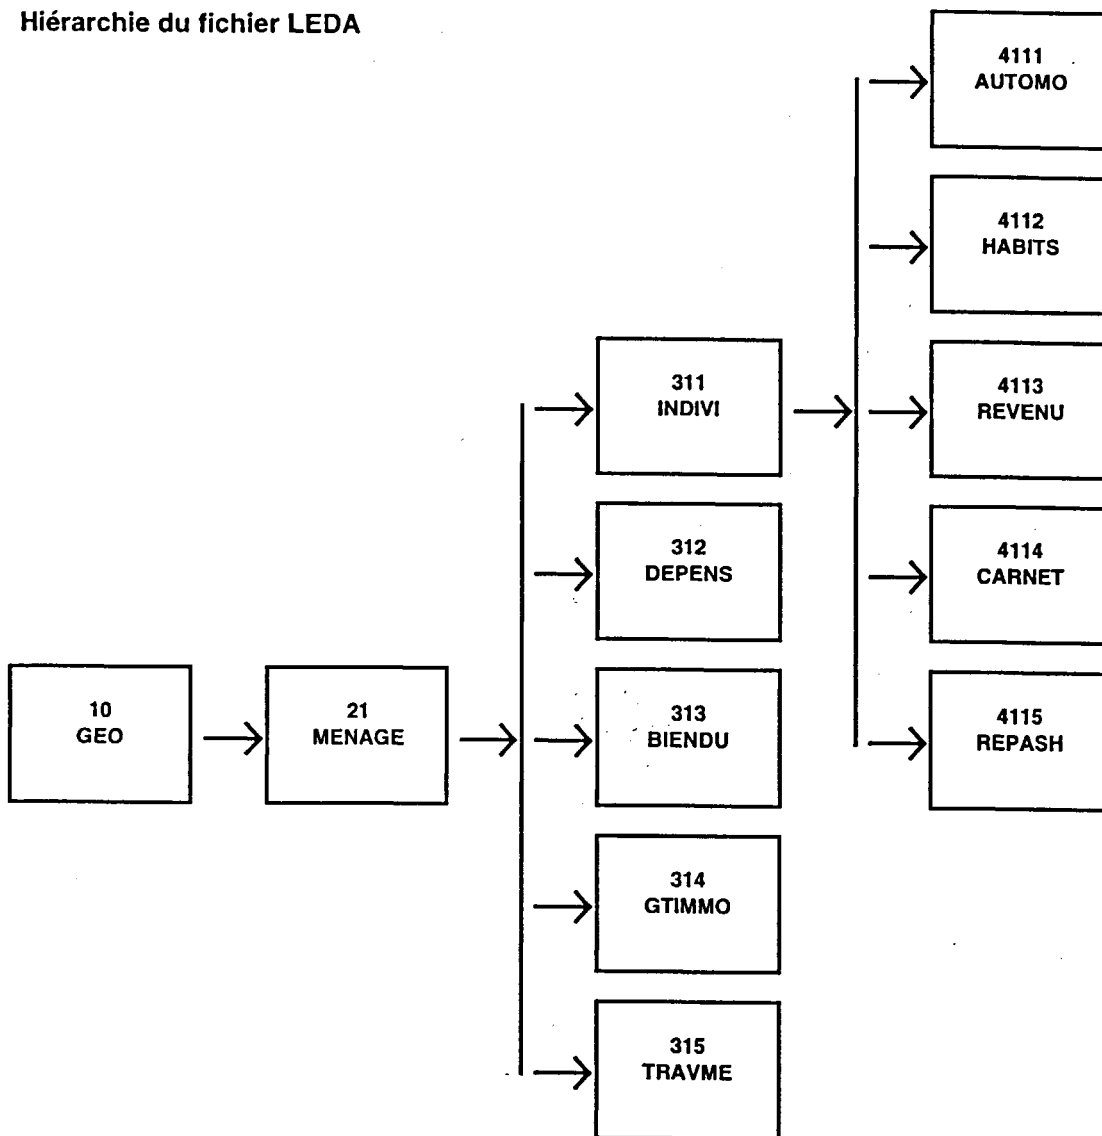 Hiérarchie du fichier LEDA
4111
AUTOMO
4112
HABITS
311
INDIVI
4113
REVENU
312
DEPENS
4114
CARNET
10
GEO
21
MENAGE
313
BIENDU
4115
REPASH
314
GTIMMO
315
TRAVME